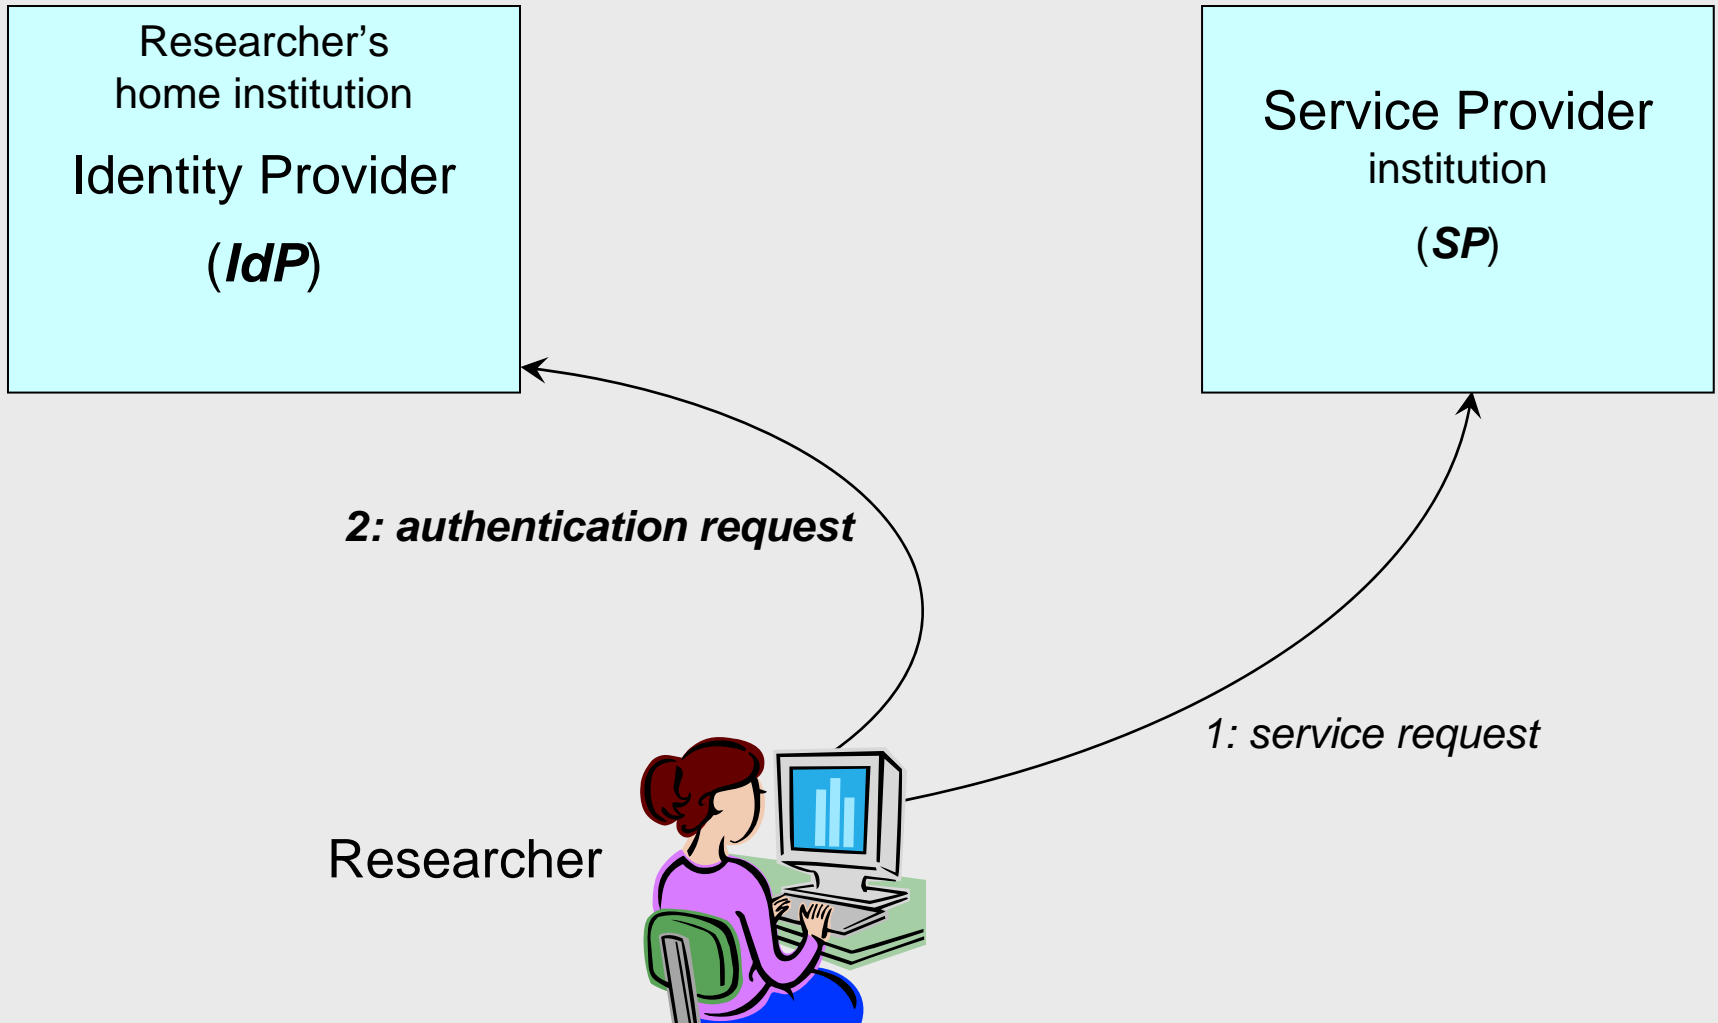 Researcher’s
home institution
Identity Provider
(IdP)
Service Provider
institution
(SP)
2: authentication request
1: service request
Researcher